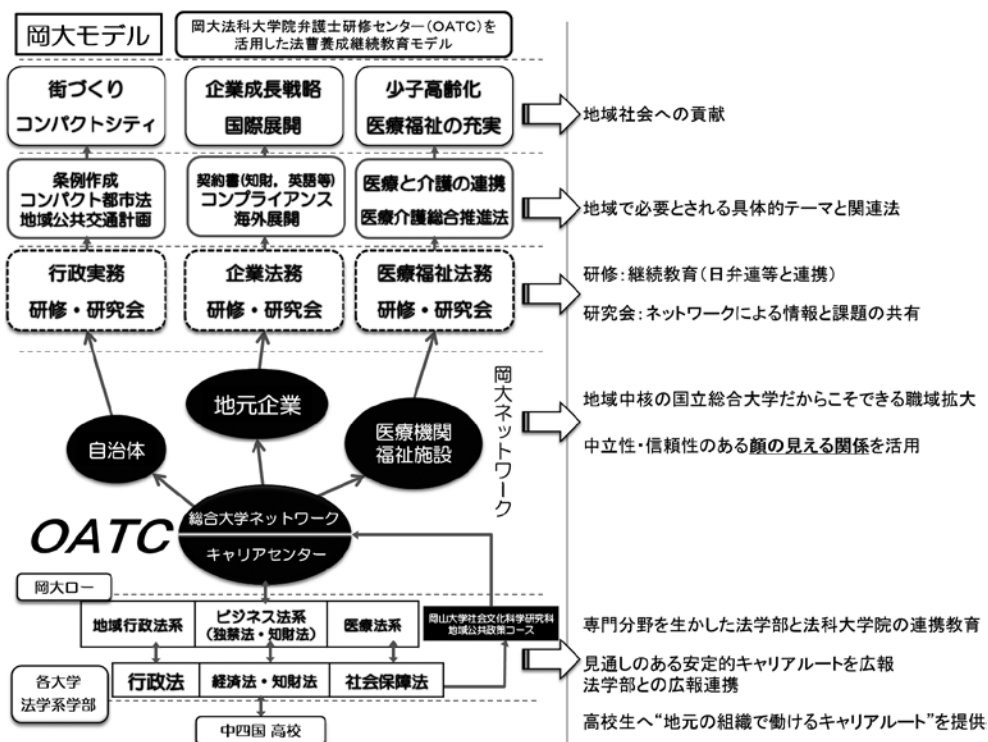 岡大モデル
岡大法科大学院弁護士研修センター(OATC)を
活用した法曹養成継続教育モデル
街づくり
コンパクトシティ
企業成長戦略
国際展開
少子高齢化
医療福祉の充実
地域社会への貢献
条例作成
コンパクト都市法
地域公共交通計画
契約書(知財，英語等)
コンプライアンス
海外展開
医療と介護の連携
医療介護総合推進法
地域で必要とされる具体的テーマと関連法
行政実務
研修・研究会
企業法務
研修・研究会
医療福祉法務
研修・研究会
研修:継続教育(日弁連等と連携)
研究会:ネットワークによる情報と課題の共有
自治体
地元企業
医療機関
福祉施設
岡大ネットワーク
地域中核の国立総合大学だからこそできる職域拡大
中立性・信頼性のある顔の見える関係を活用
OATC
総合大学ネットワーク
キャリアセンター
岡大ロー
地域行政法系
ビジネス法系
(独禁法・知財法)
医療法系
岡山大学社会文化科学研究科
地域公共政策コース
各大学
法学系学部
行政法
経済法・知財法
社会保障法
中四国 高校
専門分野を生かした法学部と法科大学院の連携教育
見通しのある安定的キャリアルートを広報
法学部との広報連携
高校生へ“地元の組織で働けるキャリアルート”を提供